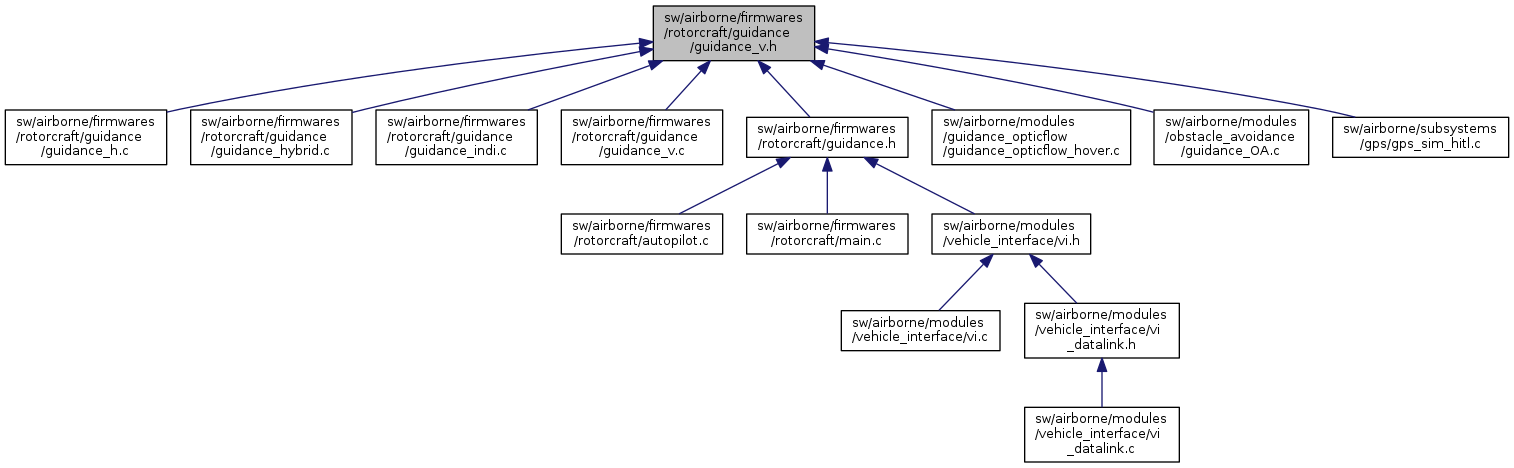 sw/airborne/firmwares
/rotorcraft/guidance
/guidance_v.h
sw/airborne/firmwares
/rotorcraft/guidance
/guidance_h.c
sw/airborne/firmwares
/rotorcraft/guidance
/guidance_hybrid.c
sw/airborne/firmwares
/rotorcraft/guidance
/guidance_indi.c
sw/airborne/firmwares
/rotorcraft/guidance
/guidance_v.c
sw/airborne/firmwares
/rotorcraft/guidance.h
sw/airborne/modules
/guidance_opticflow
/guidance_opticflow_hover.c
sw/airborne/modules
/obstacle_avoidance
/guidance_OA.c
sw/airborne/subsystems
/gps/gps_sim_hitl.c
sw/airborne/firmwares
/rotorcraft/autopilot.c
sw/airborne/firmwares
/rotorcraft/main.c
sw/airborne/modules
/vehicle_interface/vi.h
sw/airborne/modules
/vehicle_interface/vi.c
sw/airborne/modules
/vehicle_interface/vi
_datalink.h
sw/airborne/modules
/vehicle_interface/vi
_datalink.c